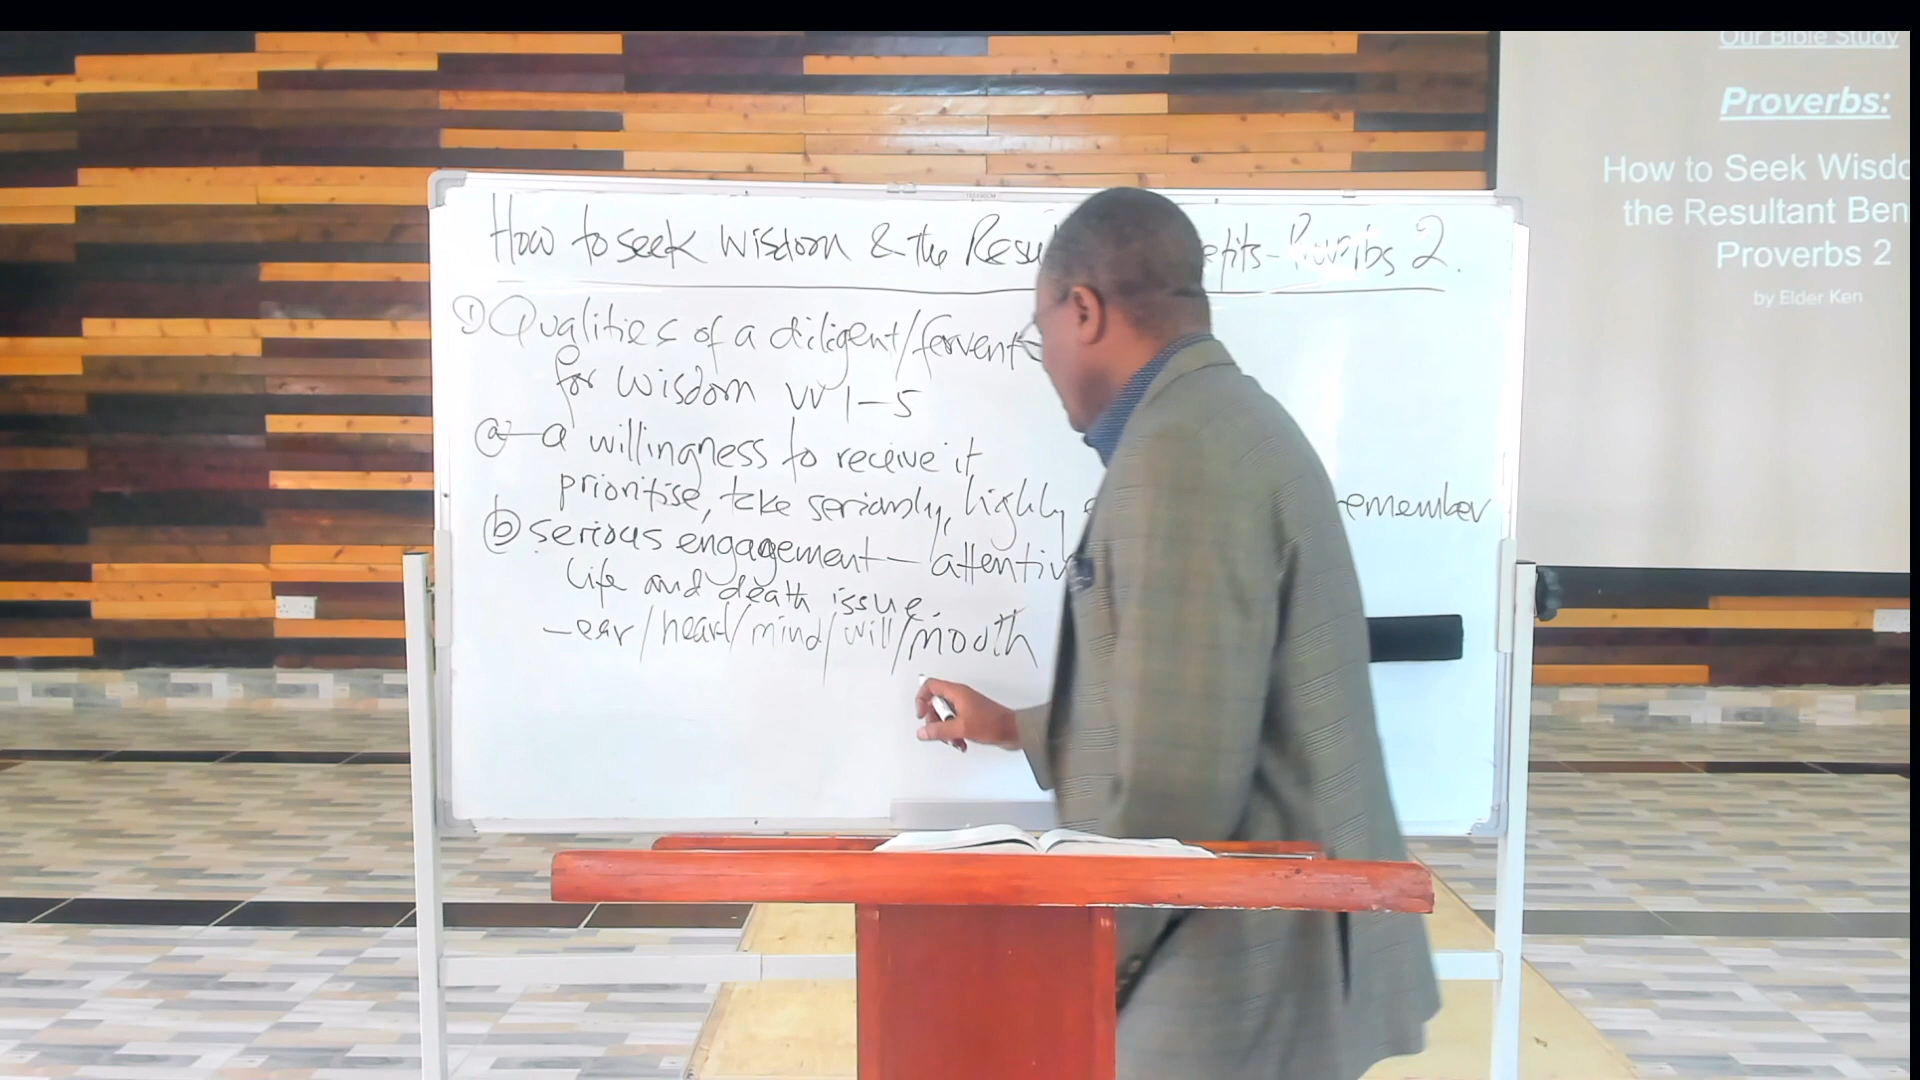 How to seek Wisdom & the Resu efits - Proverbs 2.
① Qualities of a diligent/fervent
for Wisdom vv 1-5
ⓐ - a willingness to receive it
prioritise, take seriously, highly emember
ⓑ serious engagement - attentiv
Life and death issue.
- ear/heart/mind/will/mouth
Our Bible Study
Proverbs:
How to Seek Wisdo
the Resultant Ben
Proverbs 2
by Elder Ken